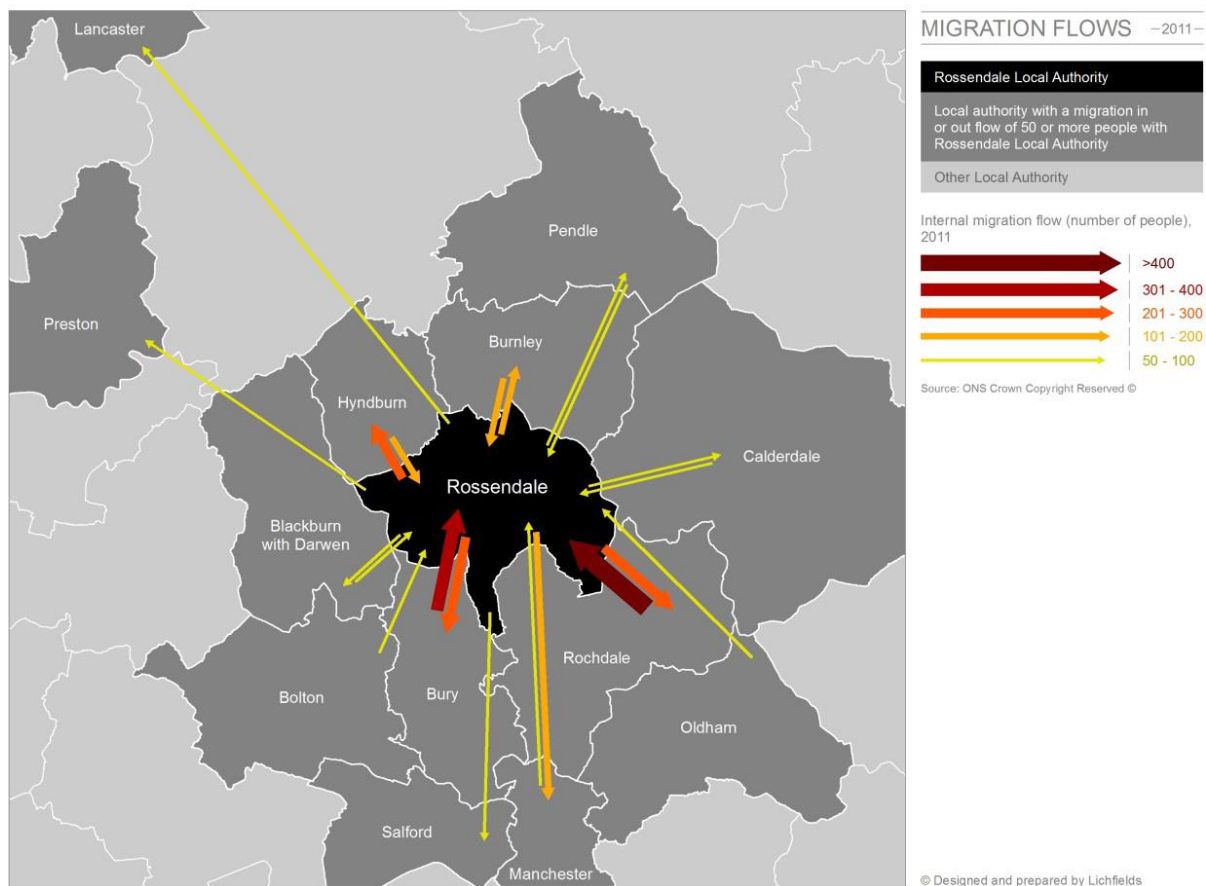 Lancaster
Preston
Pendle
Burnley
Hyndburn
Calderdale
Rossendale
Blackburn
with Darwen
Rochdale
Bolton
Bury
Oldham
Salford
Manchester
MIGRATION FLOWS —2011—
Rossendale Local Authority
Local authority with a migration in
or out flow of 50 or more people with
Rossendale Local Authority
Other Local Authority
Internal migration flow (number of people),
2011
>400
301 - 400
201 - 300
101 - 200
50 - 100
Source: ONS Crown Copyright Reserved ©
© Designed and prepared by Lichfields